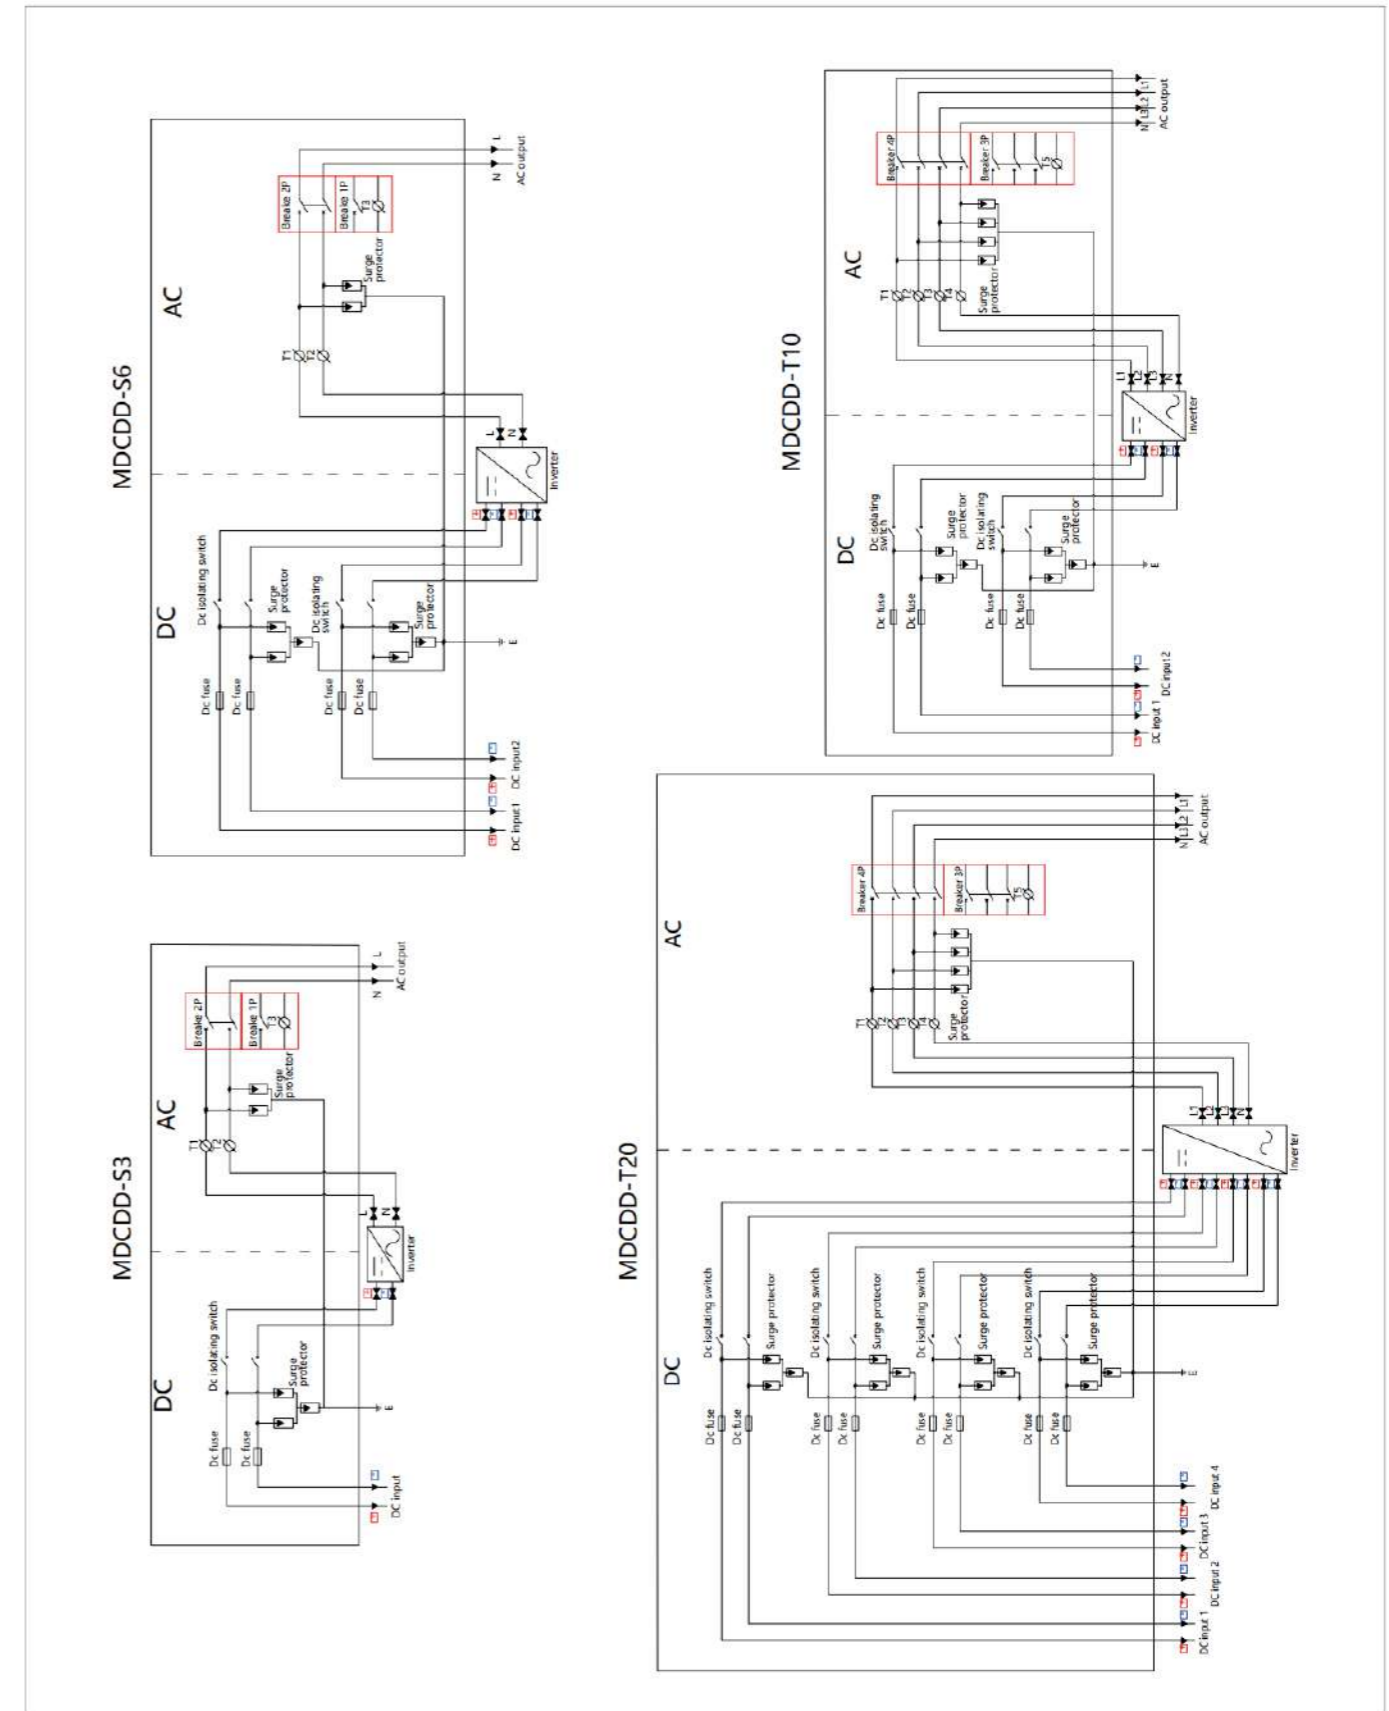 MDCDD-S3
DC
AC
Dc isolating switch
Dc fuse
Dc fuse
Surge
protector
E
DC input
Inverter
L
N
T1
T2
Surge
protector
Breake 2P
Breake 1P
T3
N
L
AC output
MDCDD-S6
DC
AC
Dc isolating switch
Surge
protector
Dc isolating
switch
Surge
protector
Dc fuse
Dc fuse
Dc fuse
Dc fuse
E
DC input1
DC input2
Inverter
L
N
T1
T2
Surge
protector
Breake 2P
Breake 1P
T3
N
L
AC output
MDCDD-T20
DC
AC
Dc isolating switch
Surge protector
Dc isolating switch
Surge protector
Dc isolating switch
Surge protector
Dc isolating switch
Surge protector
Dc fuse
Dc fuse
Dc fuse
Dc fuse
Dc fuse
Dc fuse
Dc fuse
Dc fuse
E
DC input 1
DC input 2
DC input 3
DC input 4
Inverter
L1
L2
L3
N
T1
T2
T3
T4
Surge
protector
Breaker 4P
Breaker 3P
T5
N L3 L2 L1
AC output
MDCDD-T10
DC
AC
Dc isolating
switch
Surge
protector
Dc isolating
switch
Surge
protector
Dc fuse
Dc fuse
Dc fuse
Dc fuse
E
DC input 1
DC input 2
Inverter
L1
L2
L3
N
T1
T2
T3
T4
Surge
protector
Breaker 4P
Breaker 3P
T5
N L3 L2 L1
AC output